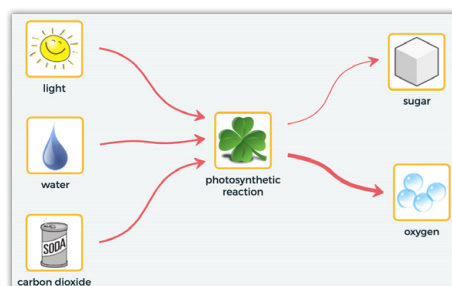 light
sugar
water
photosynthetic
reaction
oxygen
SODA
carbon dioxide